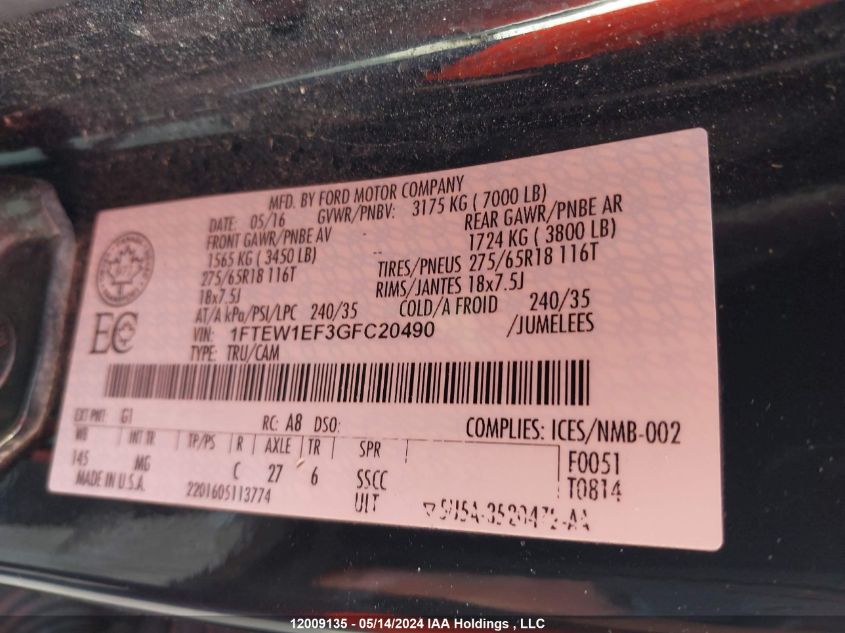 MFD. BY FORD MOTOR COMPANY
DATE: 05/16 GVWR/PNBV: 3175 KG ( 7000 LB)
FRONT GAWR/PNBE AV REAR GAWR/PNBE AR
1565 KG ( 3450 LB) 1724 KG ( 3800 LB)
275/65R18 116T TIRES/PNEUS 275/65R18 116T
18x7.5J RIMS/JANTES 18x7.5J
AT/A kPa/PSI/LPC 240/35 COLD/A FROID 240/35
VIN: 1FTEW1EF3GFC20490 /JUMELEES
TYPE: TRU/CAM
EC
EXT PNT: G1 RC: A8 DSO: COMPLIES: ICES/NMB-002
WB INT TR TP/PS R AXLE TR SPR F0051
145 MG C 27 6 SSCC T0814
MADE IN U.S.A. 2201605113774 UIT
12009135 - 05/14/2024 IAA Holdings , LLC